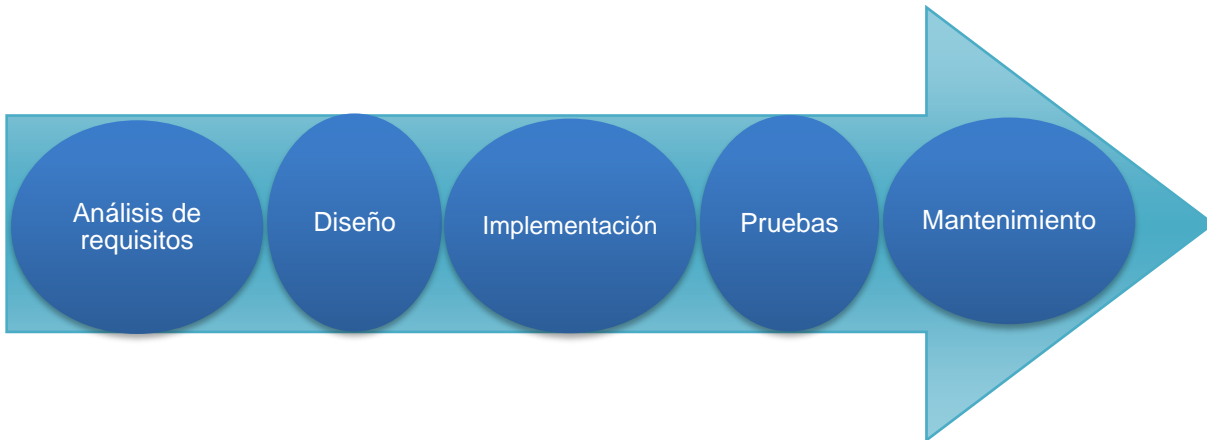 Análisis de
requisitos
Diseño
Implementación
Pruebas
Mantenimiento